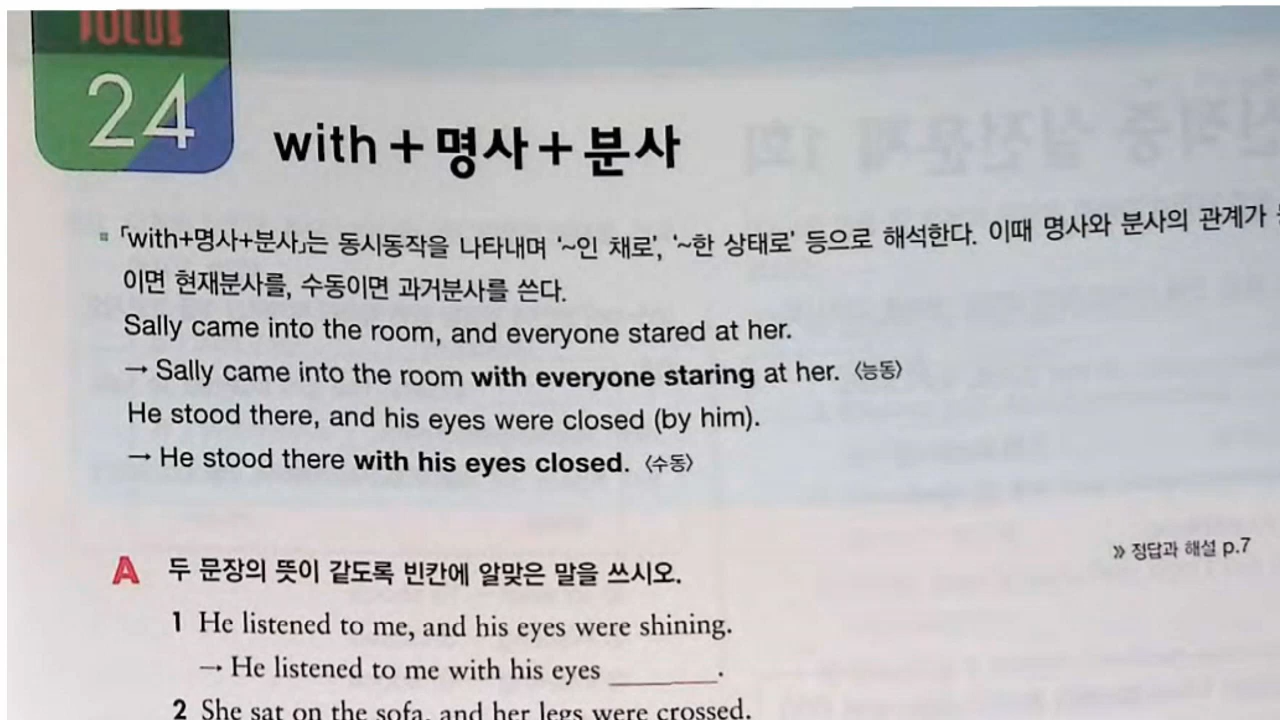 FOCUS
24
with+명사+분사
▪ 「with+명사+분사」는 동시동작을 나타내며 '~인 채로', '~한 상태로' 등으로 해석한다. 이때 명사와 분사의 관계가
이면 현재분사를, 수동이면 과거분사를 쓴다.
Sally came into the room, and everyone stared at her.
→ Sally came into the room with everyone staring at her. 〈능동〉
He stood there, and his eyes were closed (by him).
→ He stood there with his eyes closed. 〈수동〉
» 정답과 해설 p.7
A 두 문장의 뜻이 같도록 빈칸에 알맞은 말을 쓰시오.
1 He listened to me, and his eyes were shining.
→ He listened to me with his eyes ________.
2 She sat on the sofa, and her legs were crossed.